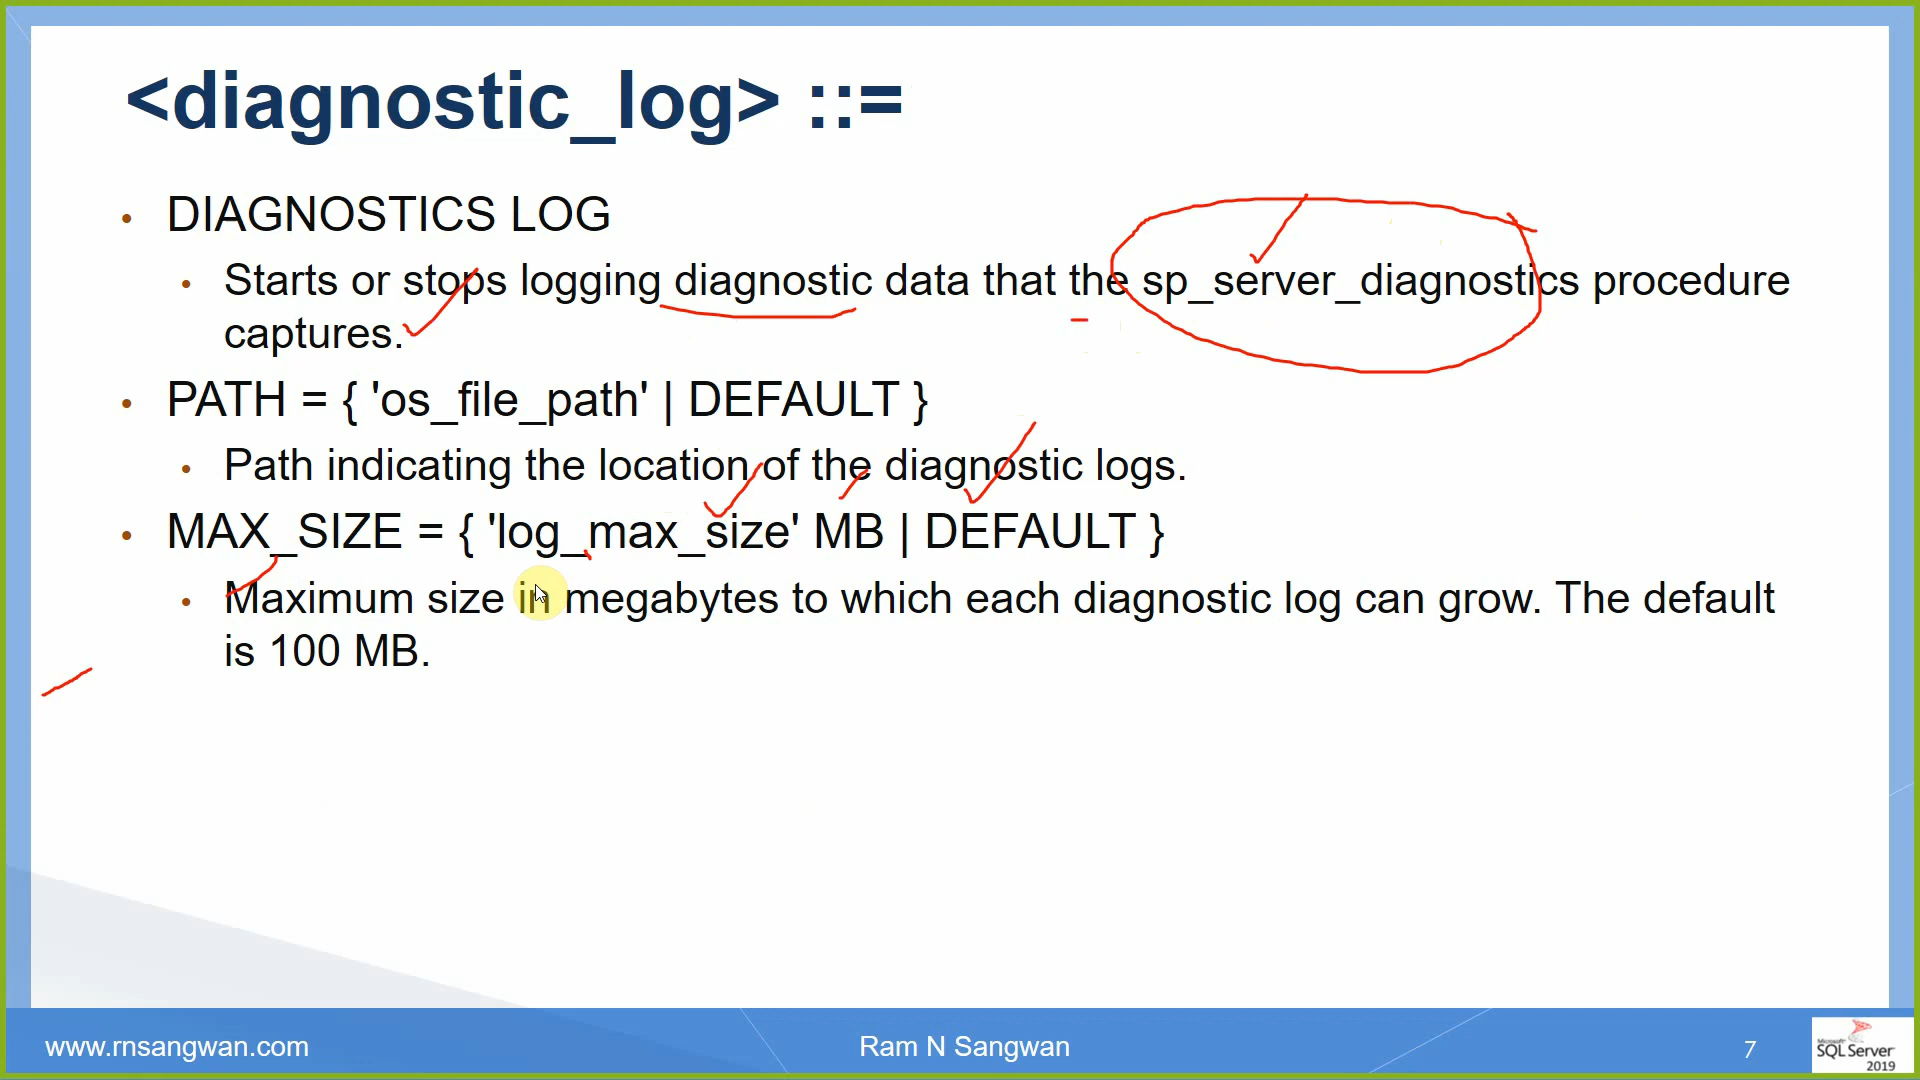 <diagnostic_log> ::=
• DIAGNOSTICS LOG
• Starts or stops logging diagnostic data that the sp_server_diagnostics procedure
captures.
• PATH = { 'os_file_path' | DEFAULT }
• Path indicating the location of the diagnostic logs.
• MAX_SIZE = { 'log_max_size' MB | DEFAULT }
• Maximum size in megabytes to which each diagnostic log can grow. The default
is 100 MB.
www.rnsangwan.com
Ram N Sangwan
7
Microsoft
SQL Server
2019